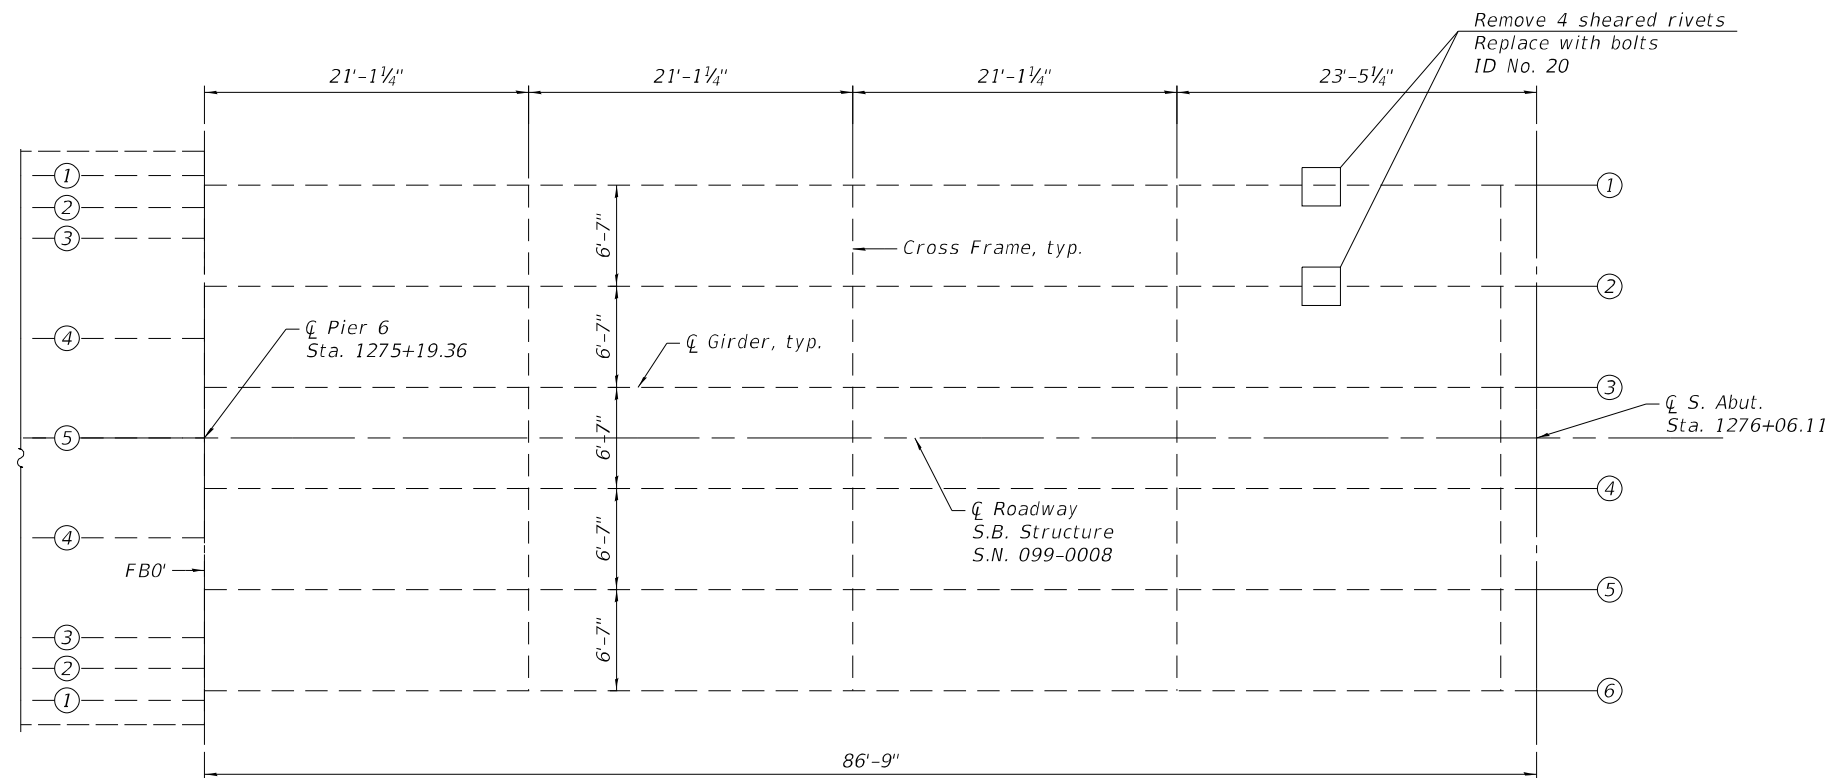 Remove 4 sheared rivets
Replace with bolts
ID No. 20
21'-1¼"
21'-1¼"
21'-1¼"
23'-5¼"
1
2
3
4
5
4
3
2
1
FB0'
℄ Pier 6
Sta. 1275+19.36
6'-7"
6'-7"
6'-7"
6'-7"
6'-7"
Cross Frame, typ.
℄ Girder, typ.
℄ Roadway
S.B. Structure
S.N. 099-0008
1
2
3
℄ S. Abut.
Sta. 1276+06.11
4
5
6
86'-9"